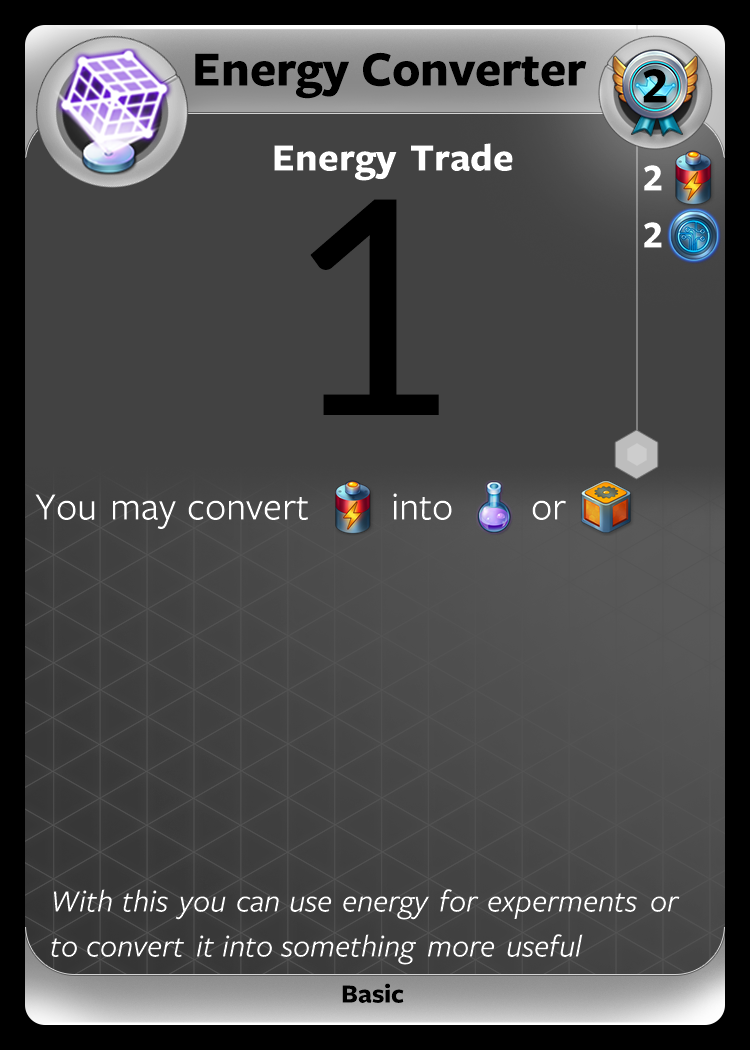 Energy Converter
2
Energy Trade
2
2
1
You may convert into or
With this you can use energy for experments or
to convert it into something more useful
Basic